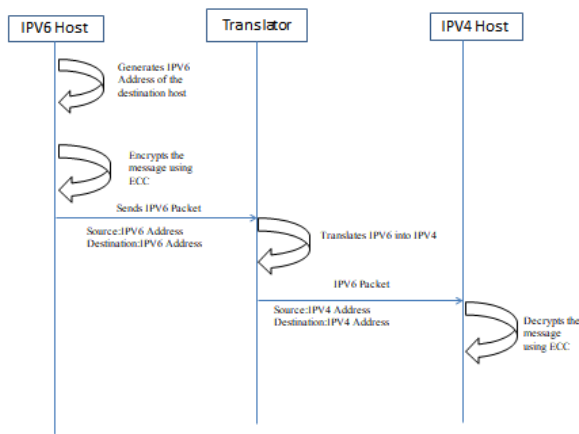 IPV6 Host
Translator
IPV4 Host
Generates IPV6
Address of the
destination host
Encrypts the
message using
ECC
Sends IPV6 Packet
Source:IPV6 Address
Destination:IPV6 Address
Translates IPV6 into IPV4
IPV6 Packet
Source:IPV4 Address
Destination:IPV4 Address
Decrypts the
message
using ECC